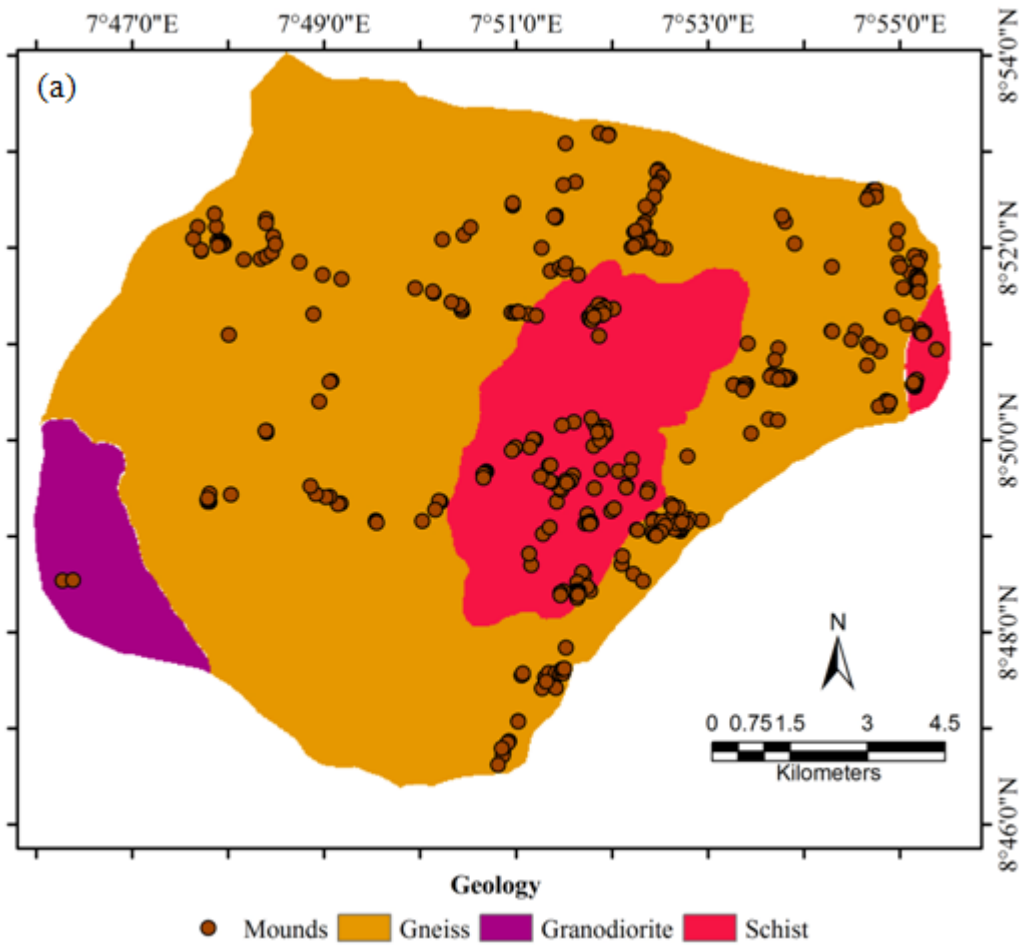 7°47'0"E 7°49'0"E 7°51'0"E 7°53'0"E 7°55'0"E
(a)
8°54'0"N
8°52'0"N
8°50'0"N
8°48'0"N
8°46'0"N
N
0 0.75 1.5 3 4.5
Kilometers
Geology
Mounds Gneiss Granodiorite Schist